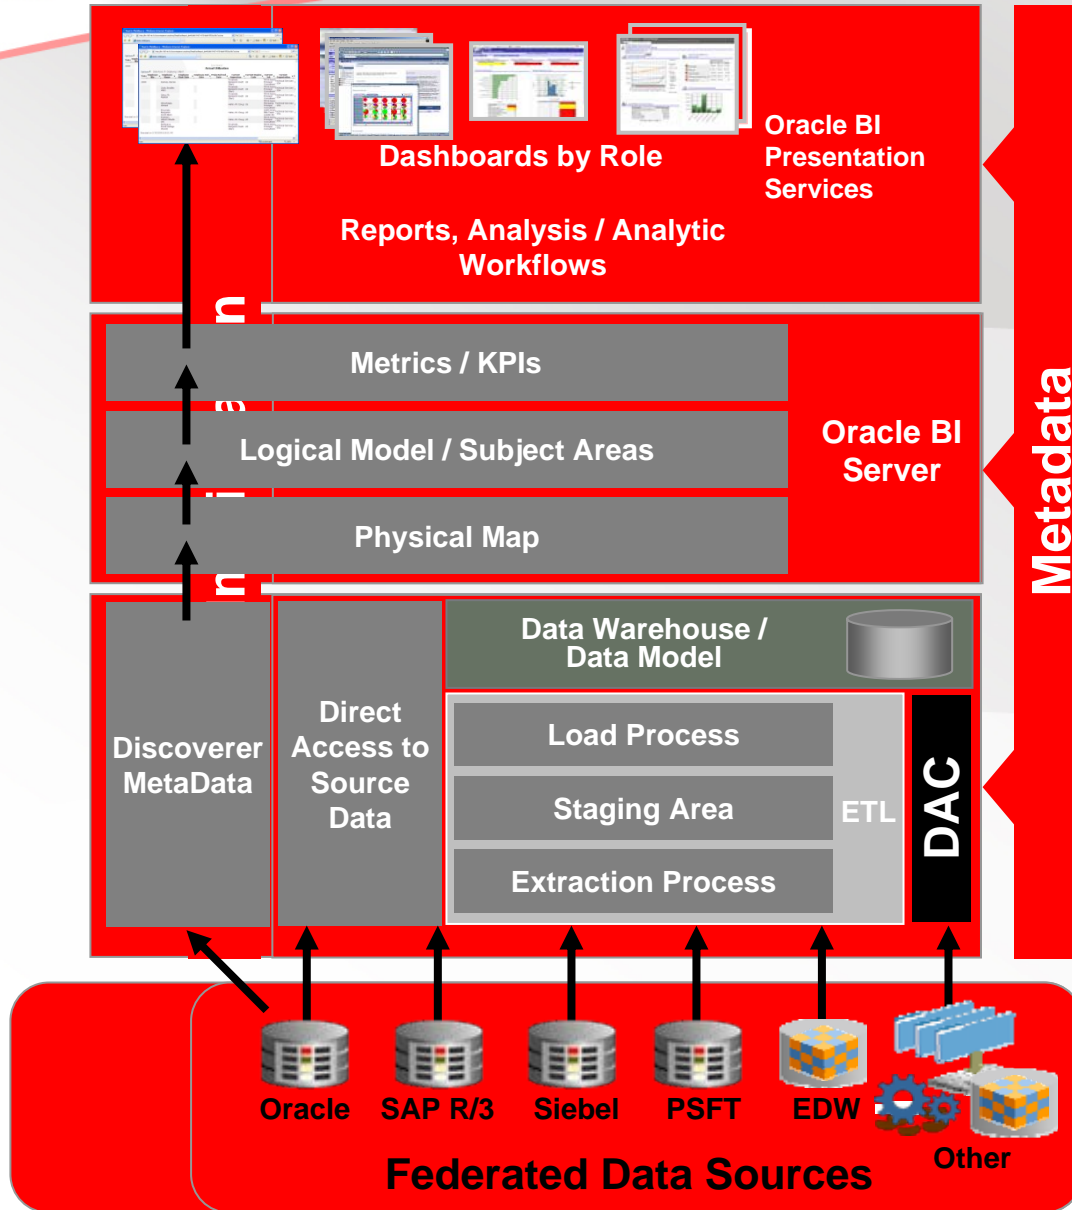 Dashboards by Role
Oracle BI
Presentation
Services
Reports, Analysis / Analytic
Workflows
Metrics / KPIs
Logical Model / Subject Areas
Physical Map
Oracle BI
Server
Metadata
Discoverer
MetaData
Direct
Access to
Source
Data
Data Warehouse /
Data Model
Load Process
Staging Area
Extraction Process
ETL
DAC
Oracle
SAP R/3
Siebel
PSFT
EDW
Other
Federated Data Sources